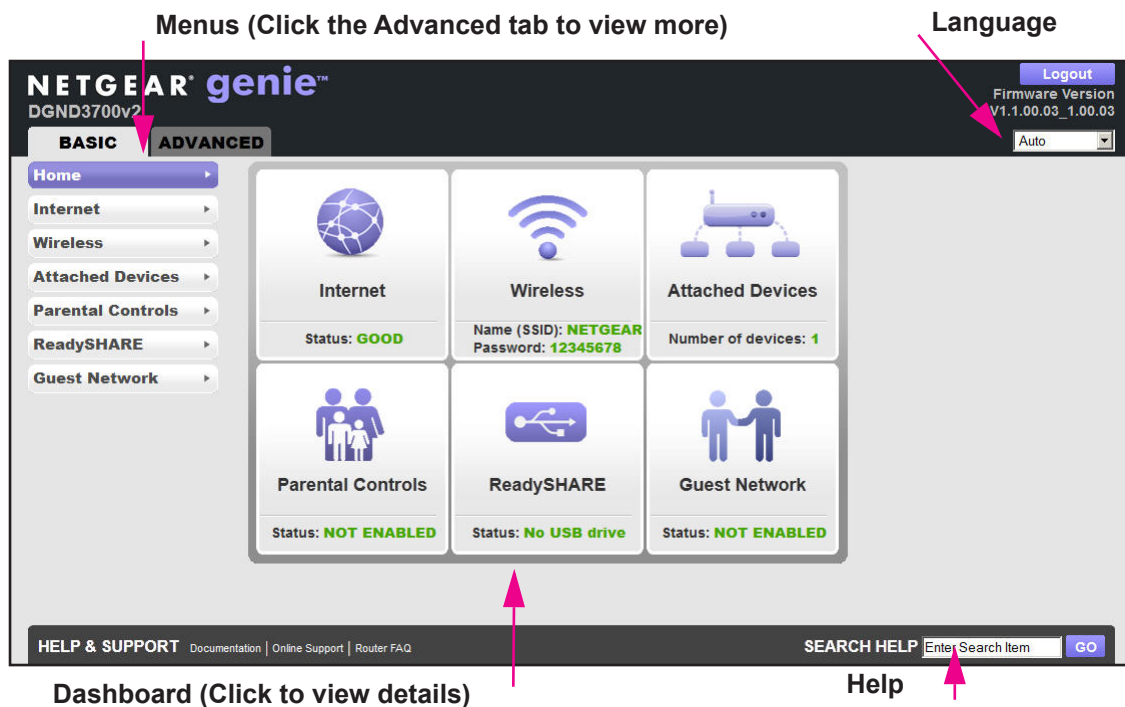 Menus (Click the Advanced tab to view more)
Language
NETGEAR® genie™
DGND3700v2
Logout
Firmware Version
V1.1.00.03_1.00.03
BASIC
ADVANCED
Auto
Home
Internet
Wireless
Attached Devices
Parental Controls
ReadySHARE
Guest Network
Internet
Status: GOOD
Wireless
Name (SSID): NETGEAR
Password: 12345678
Attached Devices
Number of devices: 1
Parental Controls
Status: NOT ENABLED
ReadySHARE
Status: No USB drive
Guest Network
Status: NOT ENABLED
HELP & SUPPORT Documentation | Online Support | Router FAQ
SEARCH HELP Enter Search Item GO
Dashboard (Click to view details)
Help